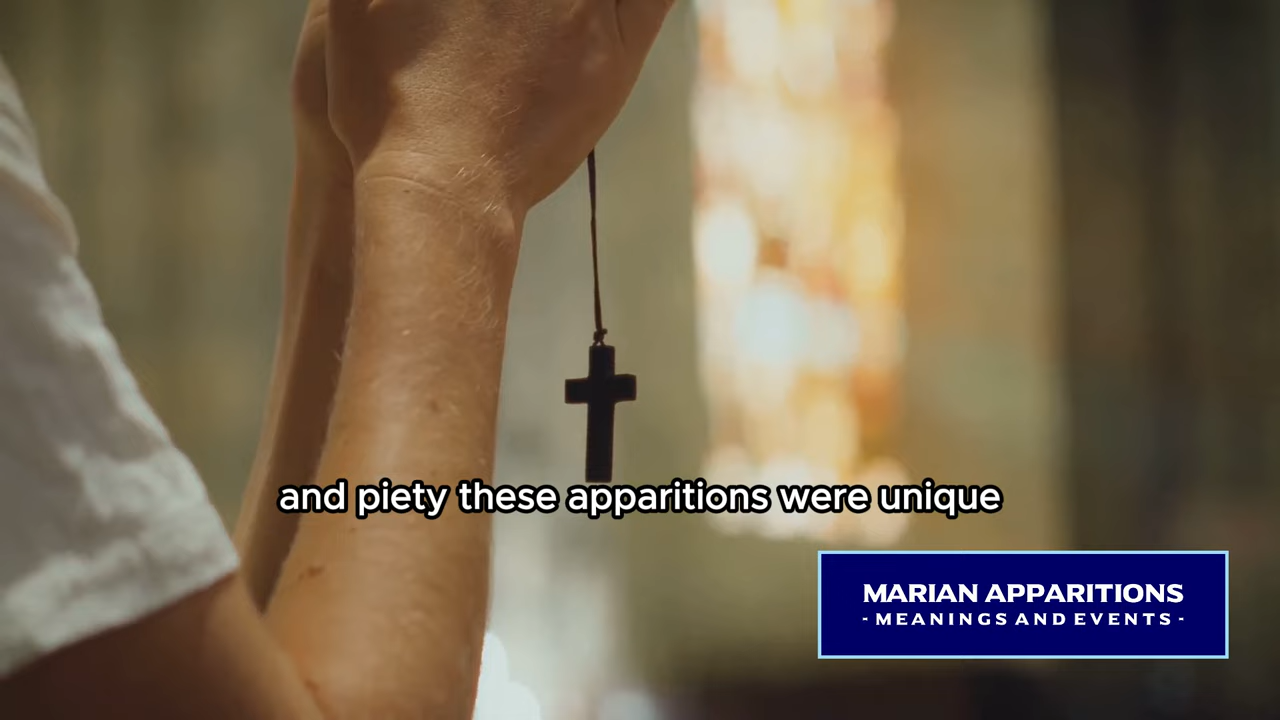 and piety these apparitions were unique
MARIAN APPARITIONS
- MEANINGS AND EVENTS -